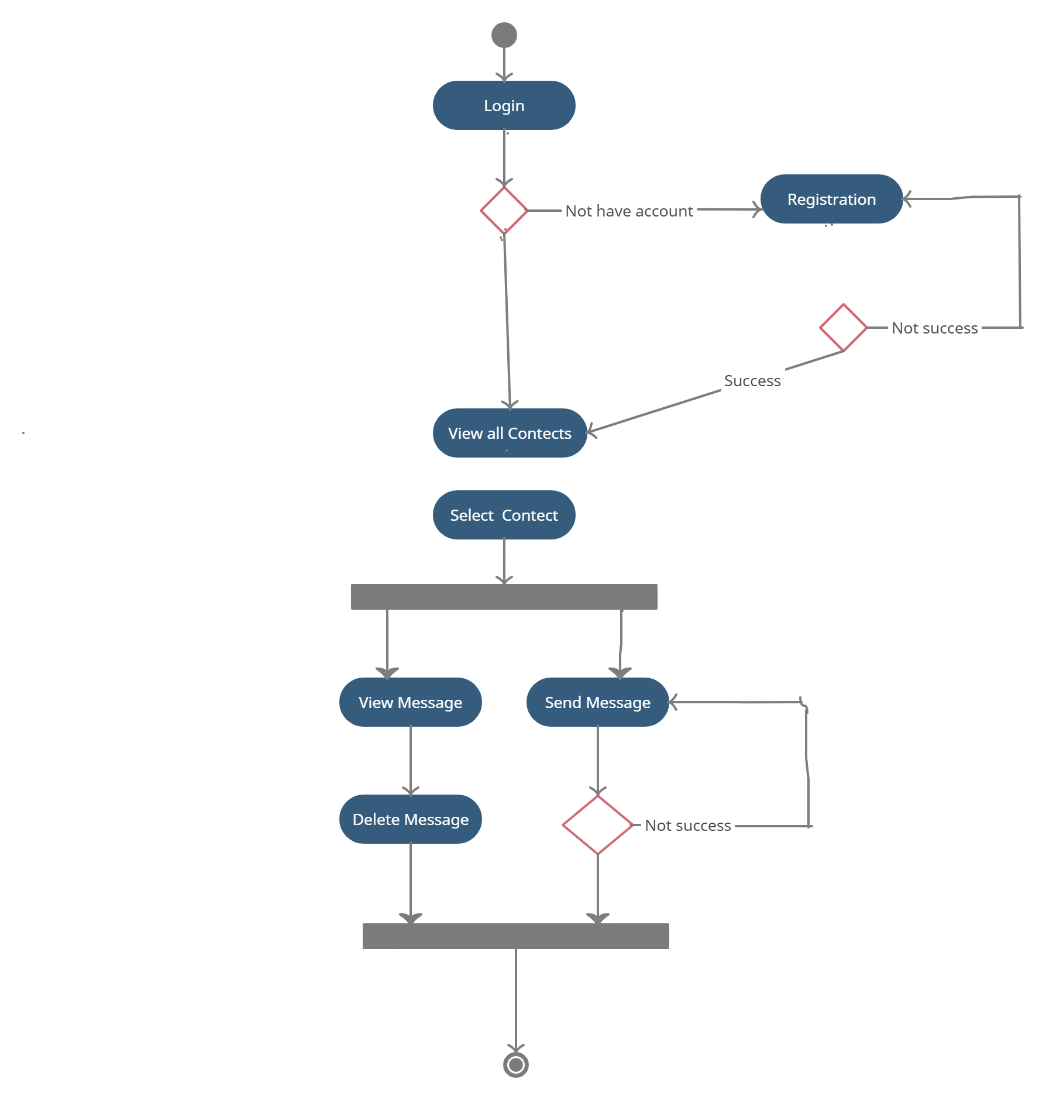 Login
Not have account
Registration
Not success
Success
View all Contects
Select  Contect
View Message
Send Message
Delete Message
Not success